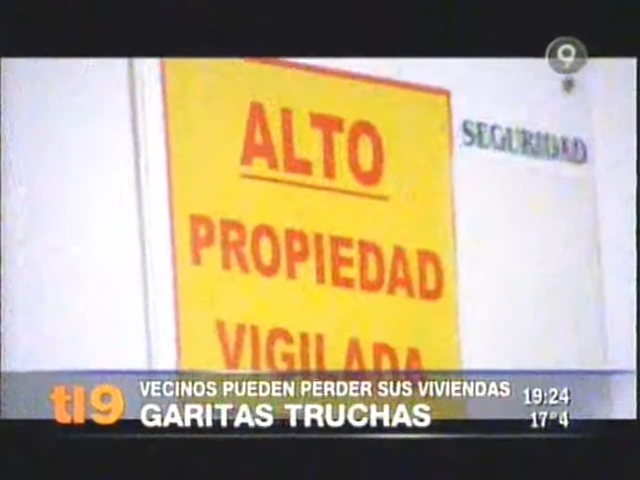 9
ALTO
SEGURIDAD
PROPIEDAD
VIGILADA
tl9
VECINOS PUEDEN PERDER SUS VIVIENDAS
GARITAS TRUCHAS
19:24
17°4